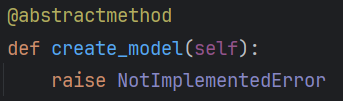 @abstractmethod
def create_model(self):
    raise NotImplementedError